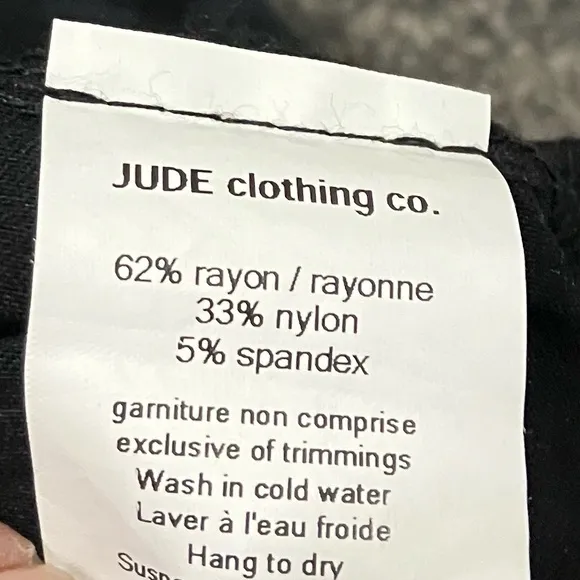 JUDE clothing co.
62% rayon / rayonne
33% nylon
5% spandex
garniture non comprise
exclusive of trimmings
Wash in cold water
Laver à l'eau froide
Hang to dry